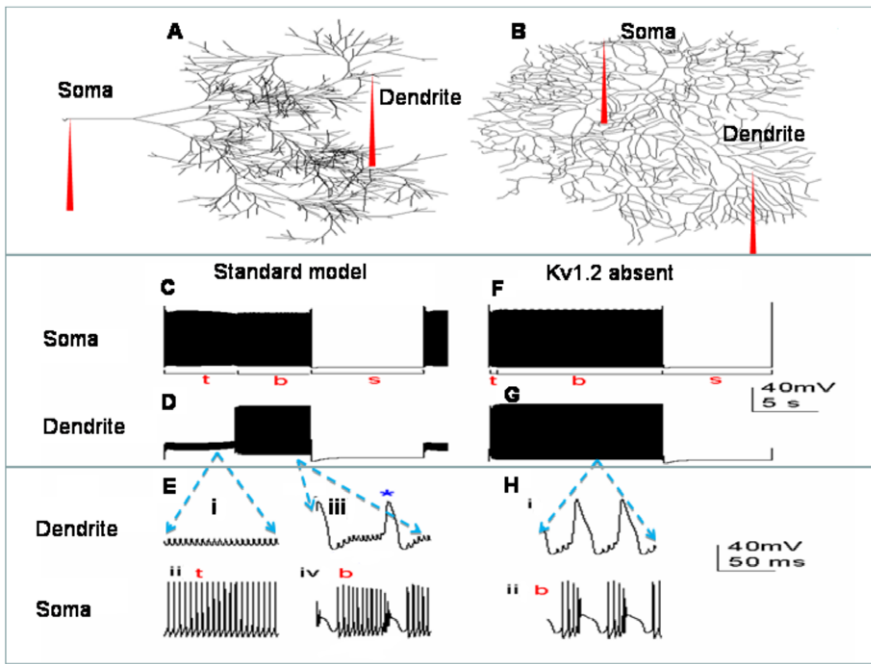 A B
Soma
Soma
Dendrite
Dendrite
Standard model Kv1.2 absent
C F
Soma
t b s t b s
40mV
5 s
D G
Dendrite
E i iii * H i
Dendrite
40mV
50 ms
ii t iv b ii b
Soma